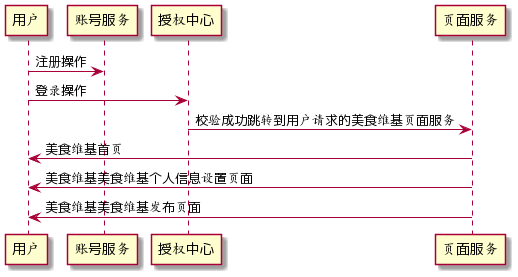 用户 账号服务 授权中心 页面服务
注册操作
登录操作
校验成功跳转到用户请求的美食维基页面服务
美食维基首页
美食维基美食维基个人信息设置页面
美食维基美食维基发布页面
用户 账号服务 授权中心 页面服务